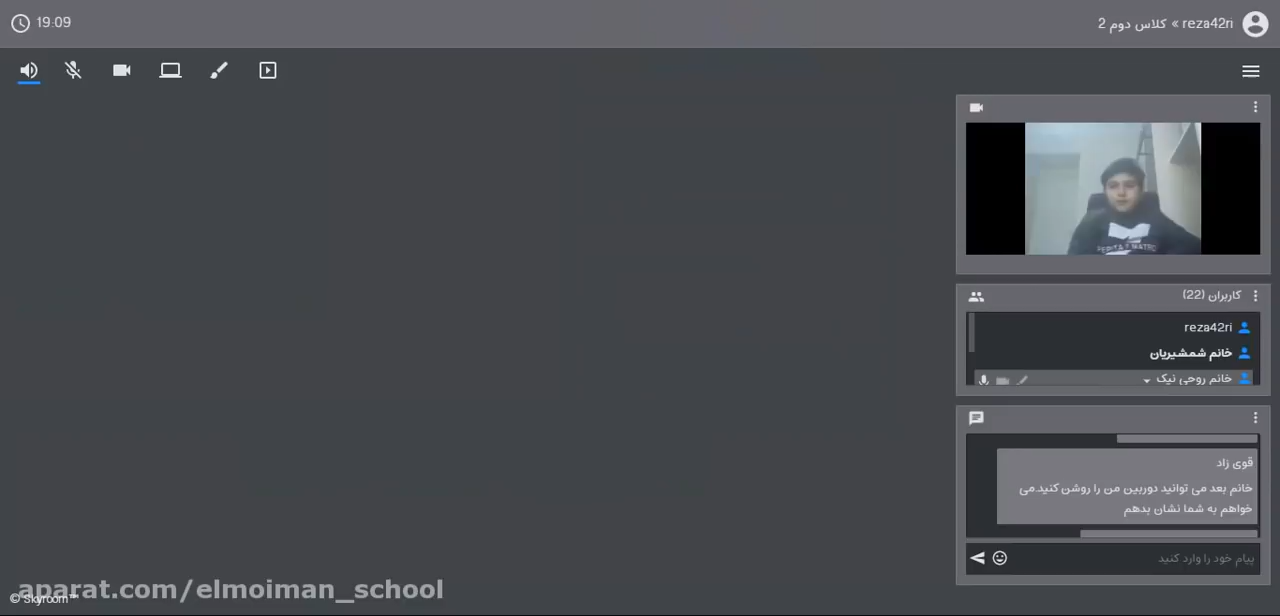 19:09
reza42ri » کلاس دوم 2
کاربران (22)
reza42ri
خانم شمشیریان
خانم روحی نیک
قوی زاد
خانم بعد می توانید دوربین من را روشن کنید.می
خواهم به شما نشان بدهم
پیام خود را وارد کنید
aparat.com/elmoiman_school
© Skyroom™